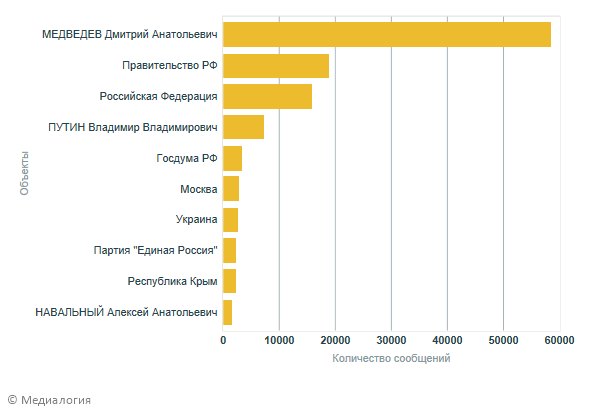 МЕДВЕДЕВ Дмитрий Анатольевич
Правительство РФ
Российская Федерация
ПУТИН Владимир Владимирович
Госдума РФ
Москва
Украина
Партия "Единая Россия"
Республика Крым
НАВАЛЬНЫЙ Алексей Анатольевич
Объекты
0 10000 20000 30000 40000 50000 60000
Количество сообщений
© Медиалогия